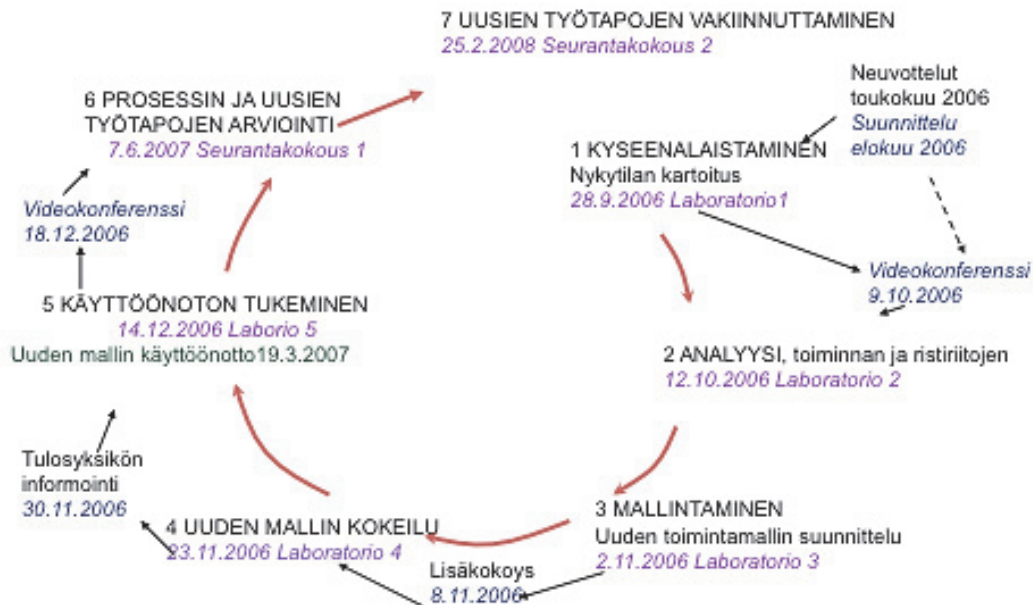 7 UUSIEN TYÖTAPOJEN VAKIINNUTTAMINEN
25.2.2008 Seurantakokous 2
Neuvottelut
toukokuu 2006
Suunnittelu
elokuu 2006
1 KYSEENALAISTAMINEN
Nykytilan kartoitus
28.9.2006 Laboratorio1
Videokonferenssi
9.10.2006
2 ANALYYSI, toiminnan ja ristiriitojen
12.10.2006 Laboratorio 2
3 MALLINTAMINEN
Uuden toimintamallin suunnittelu
2.11.2006 Laboratorio 3
Lisäkokoys
8.11.2006
4 UUDEN MALLIN KOKEILU
23.11.2006 Laboratorio 4
Tulosyksikön
informointi
30.11.2006
5 KÄYTTÖÖNOTON TUKEMINEN
14.12.2006 Laborio 5
Uuden mallin käyttöönotto19.3.2007
Videokonferenssi
18.12.2006
6 PROSESSIN JA UUSIEN
TYÖTAPOJEN ARVIOINTI
7.6.2007 Seurantakokous 1